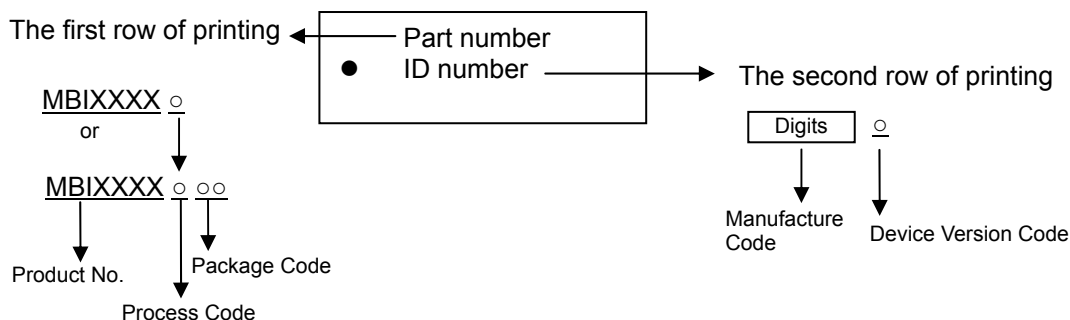 The first row of printing
Part number
● ID number
The second row of printing
MBIXXXX ○
or
MBIXXXX ○ ○○
Product No.
Package Code
Process Code
Digits ○
Manufacture
Code
Device Version Code